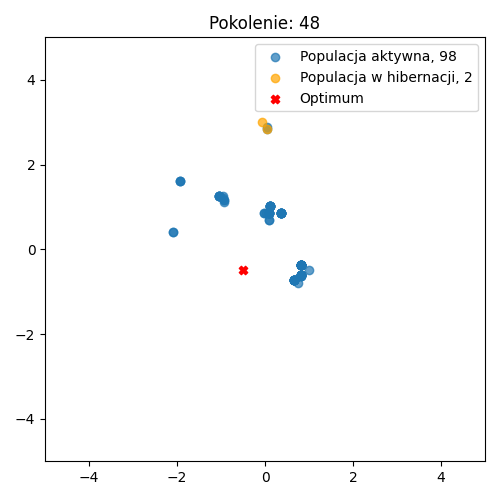 Pokolenie: 48
Populacja aktywna, 98
Populacja w hibernacji, 2
Optimum
4
2
0
−2
−4
−4 −2 0 2 4